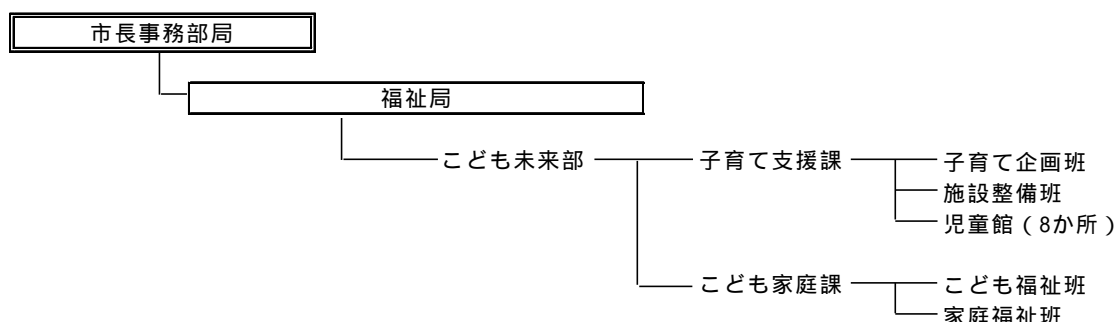 市長事務部局
福祉局
こども未来部 子育て支援課 子育て企画班
施設整備班
児童館（8か所）
こども家庭課 こども福祉班
家庭福祉班